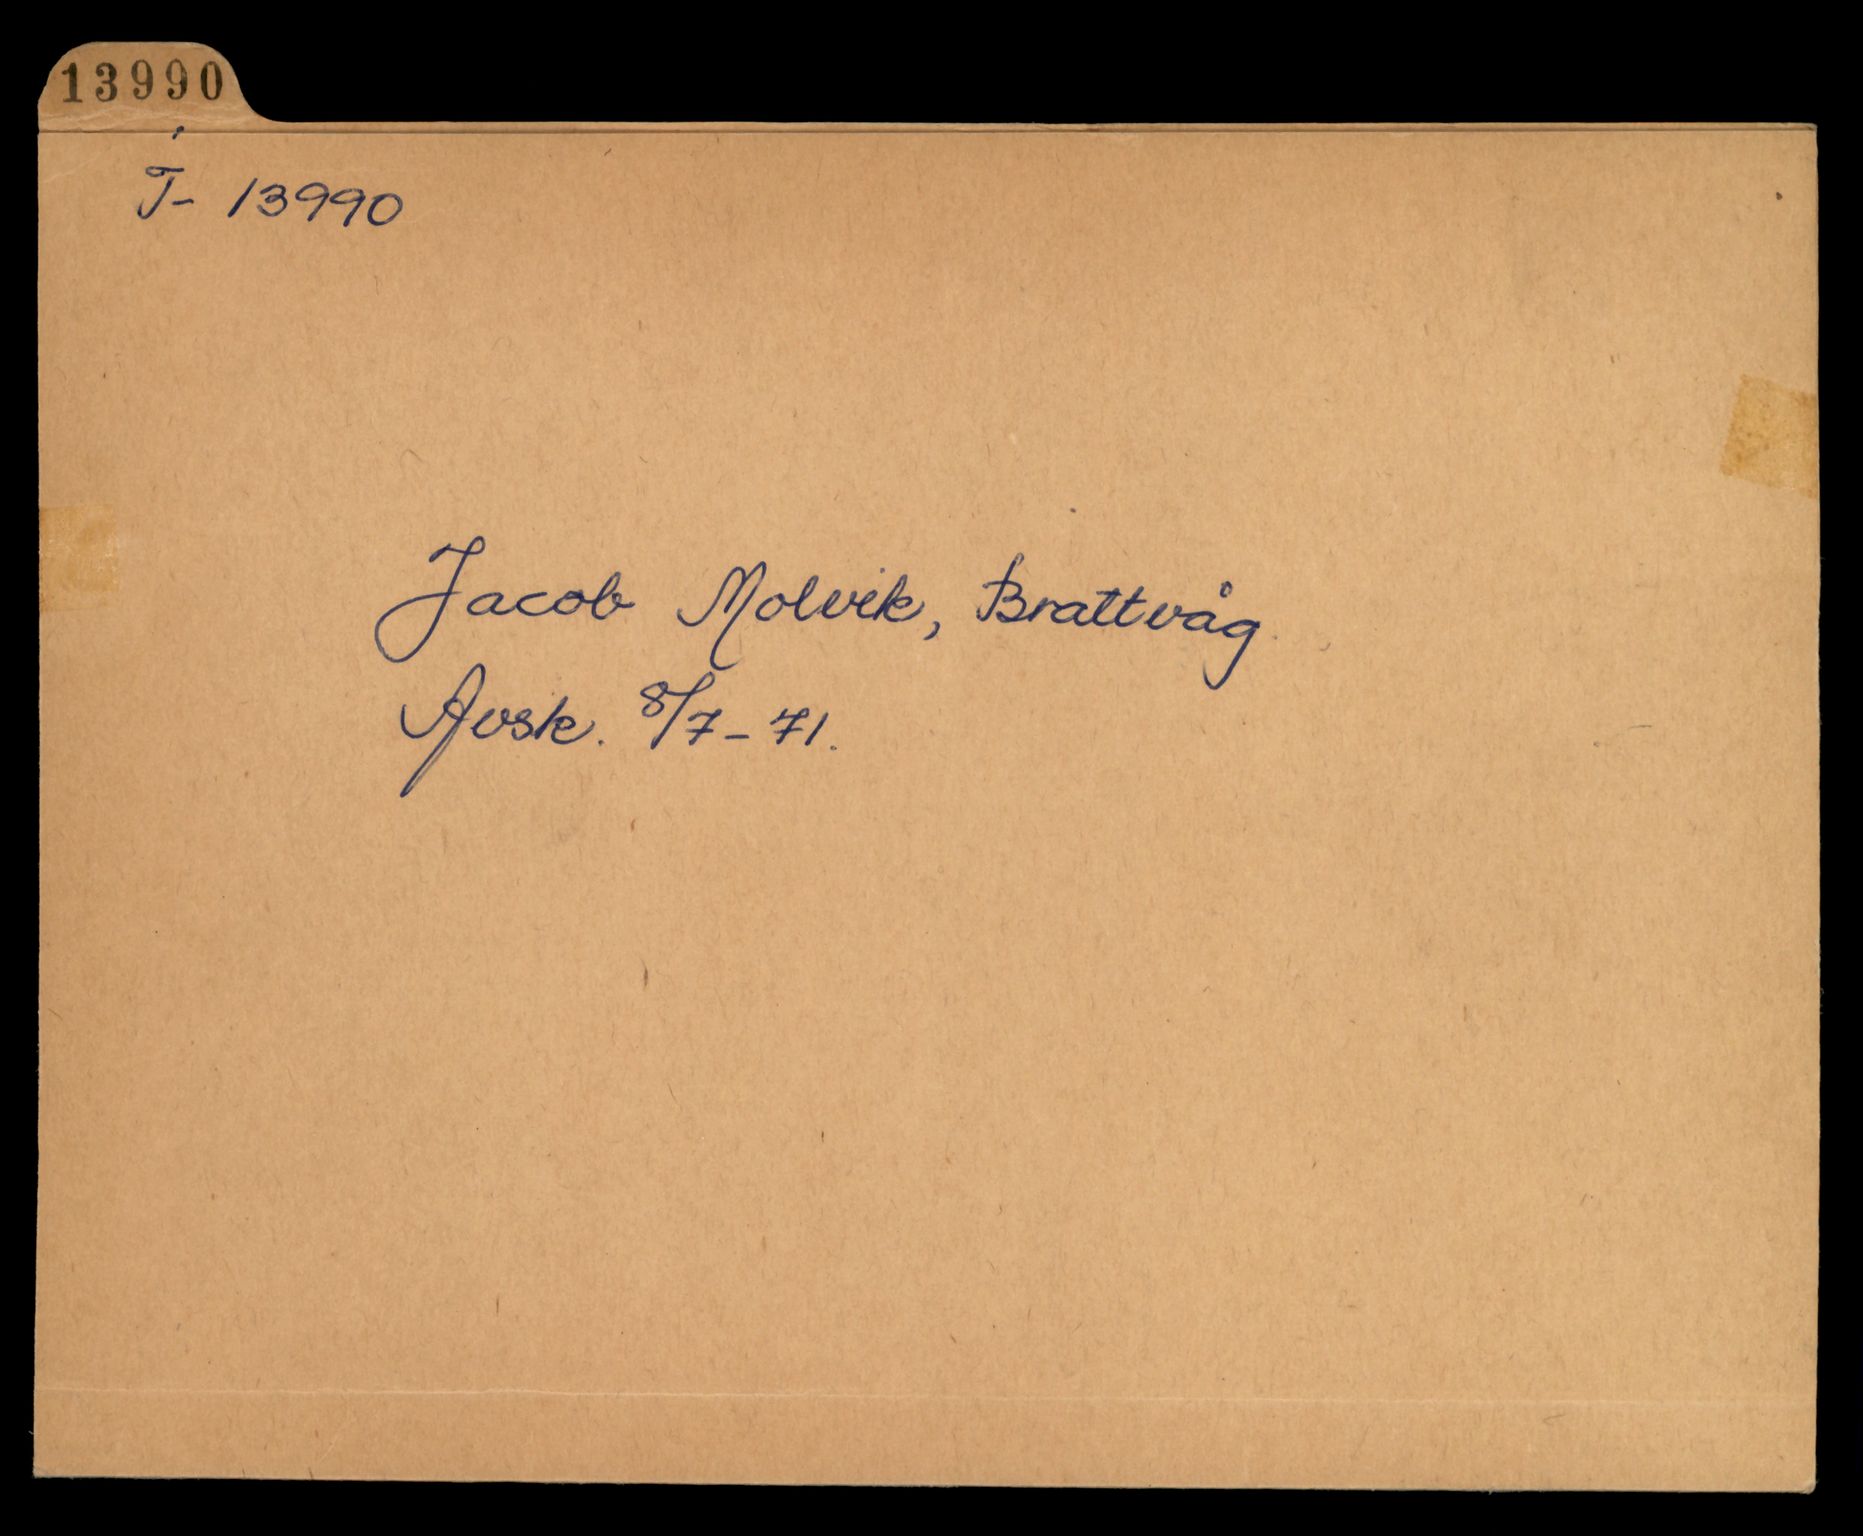 13990
T- 13990
Jacob Molvik, Brattvåg
Avsk. 8/7-71.